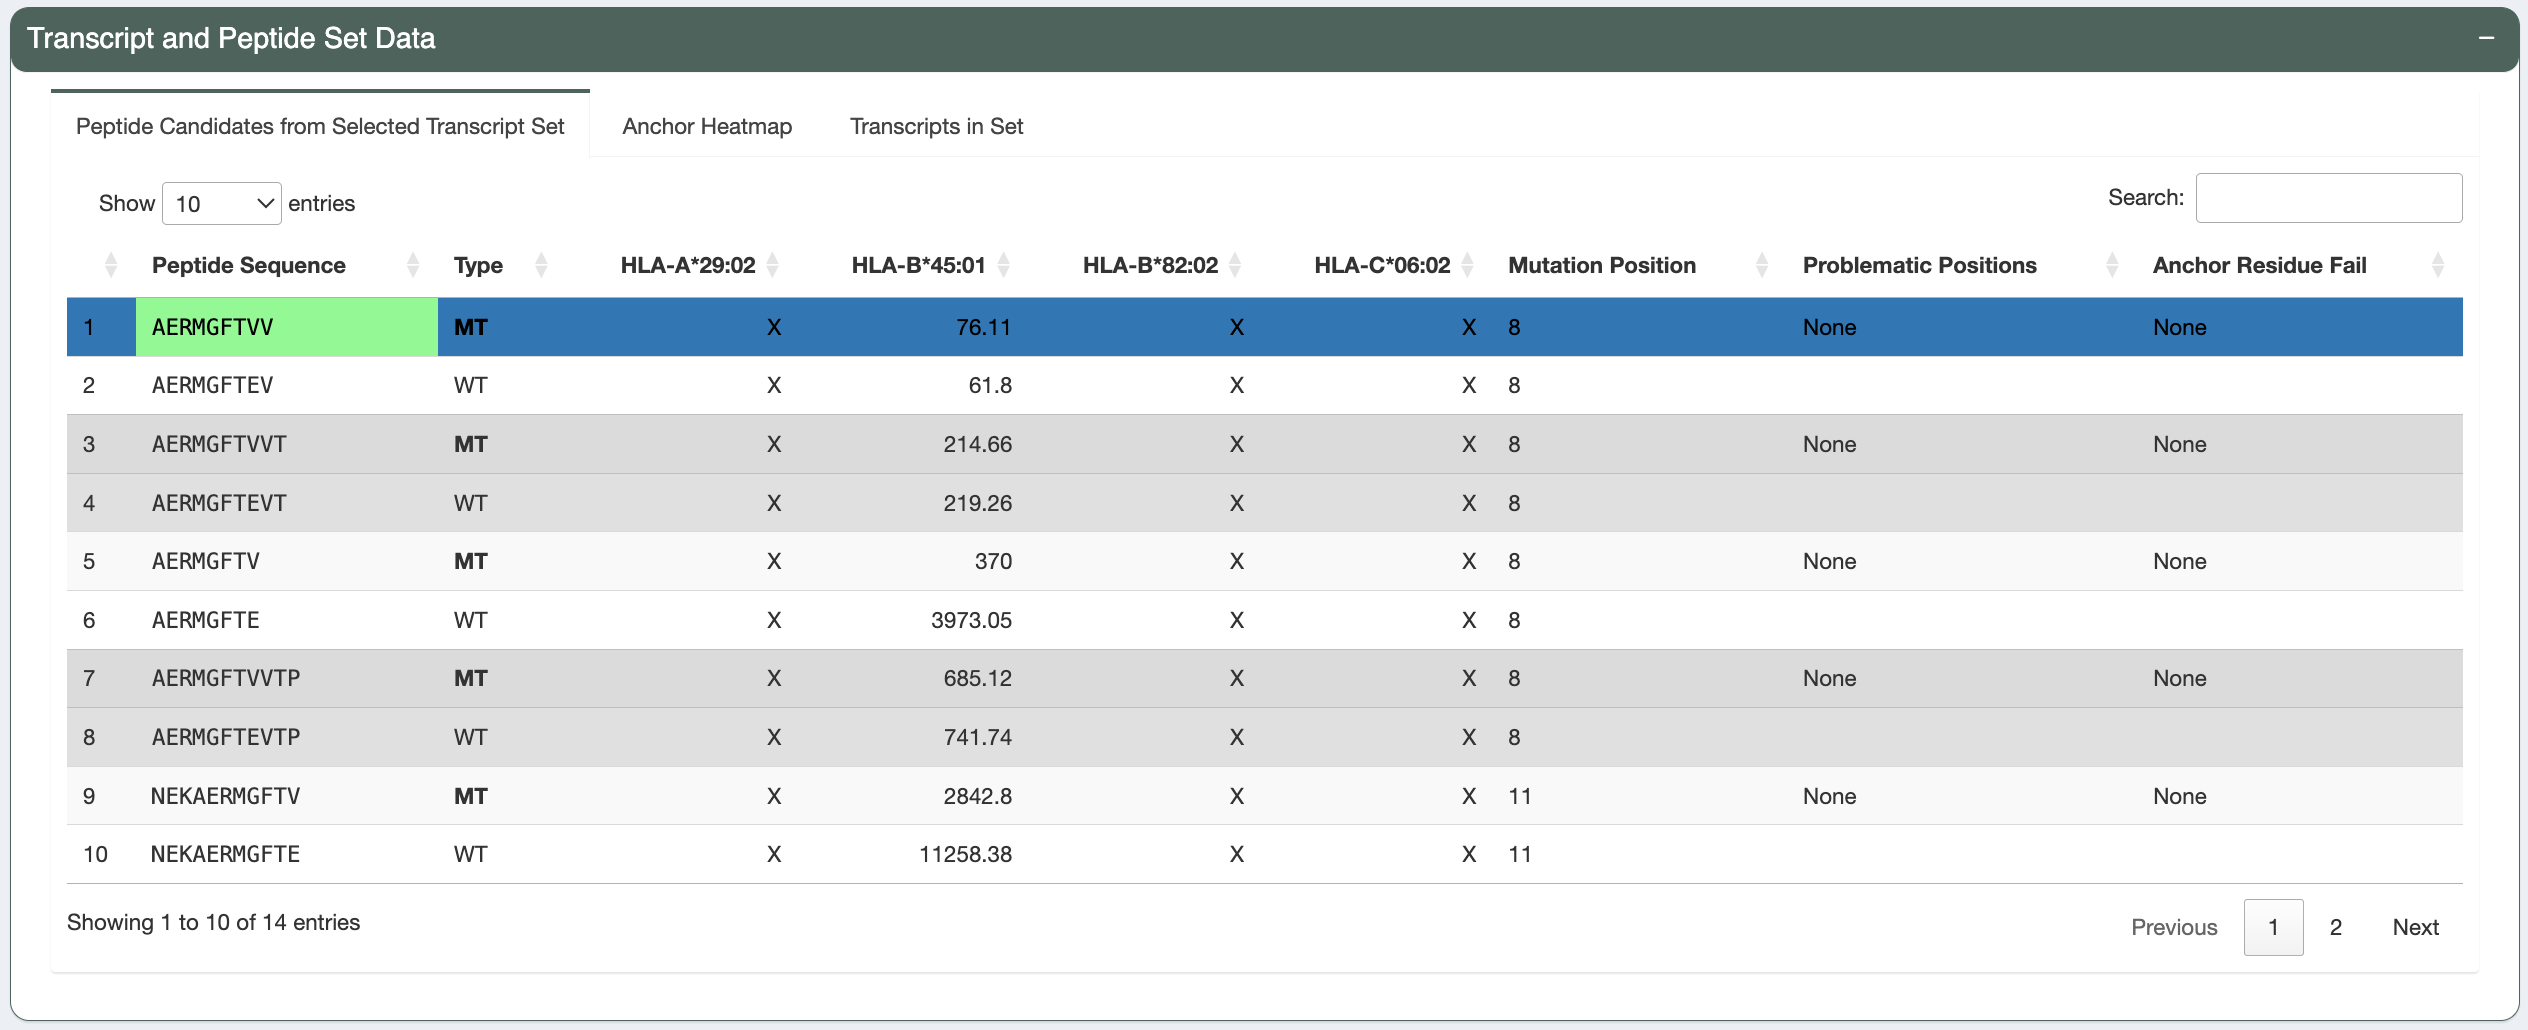 Transcript and Peptide Set Data
Peptide Candidates from Selected Transcript Set Anchor Heatmap Transcripts in Set
Show 10 entries Search:
Peptide Sequence Type HLA-A*29:02 HLA-B*45:01 HLA-B*82:02 HLA-C*06:02 Mutation Position Problematic Positions Anchor Residue Fail
1 AERMGFTVV MT X 76.11 X X 8 None None
2 AERMGFTEV WT X 61.8 X X 8
3 AERMGFTVVT MT X 214.66 X X 8 None None
4 AERMGFTEVT WT X 219.26 X X 8
5 AERMGFTV MT X 370 X X 8 None None
6 AERMGFTE WT X 3973.05 X X 8
7 AERMGFTVVTP MT X 685.12 X X 8 None None
8 AERMGFTEVTP WT X 741.74 X X 8
9 NEKAERMGFTV MT X 2842.8 X X 11 None None
10 NEKAERMGFTE WT X 11258.38 X X 11
Showing 1 to 10 of 14 entries Previous 1 2 Next